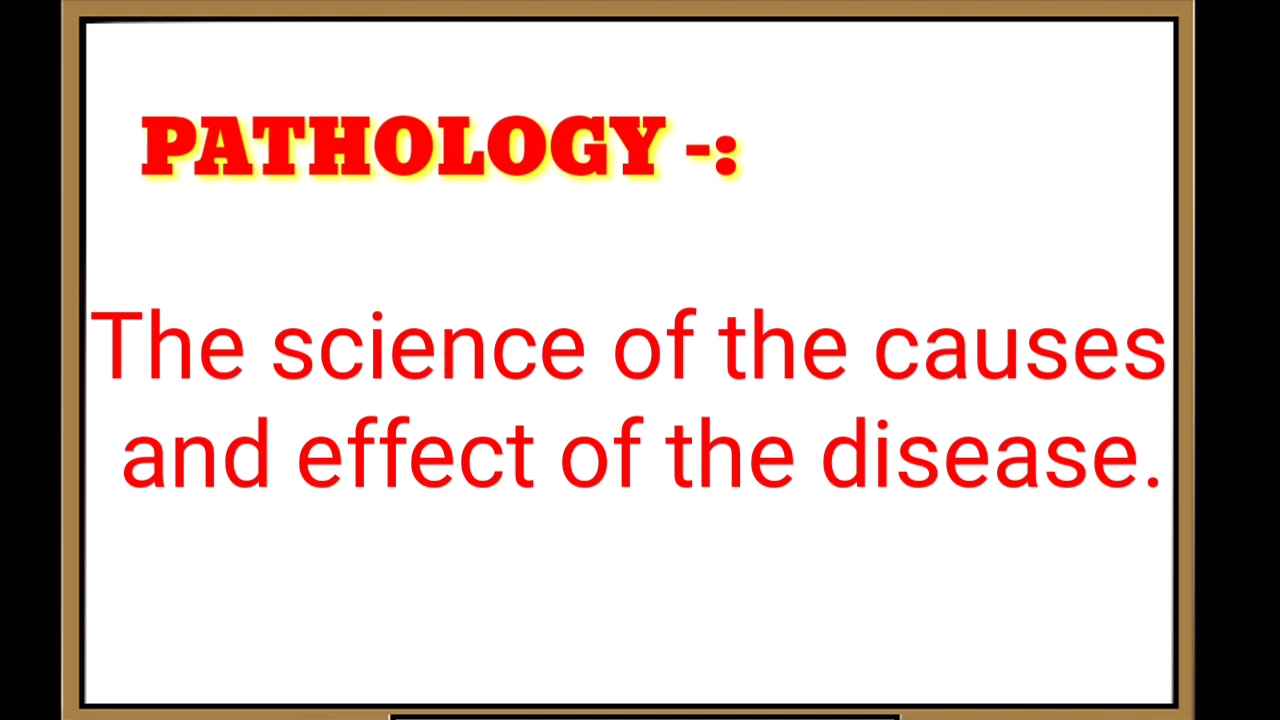 PATHOLOGY -:
The science of the causes
and effect of the disease.